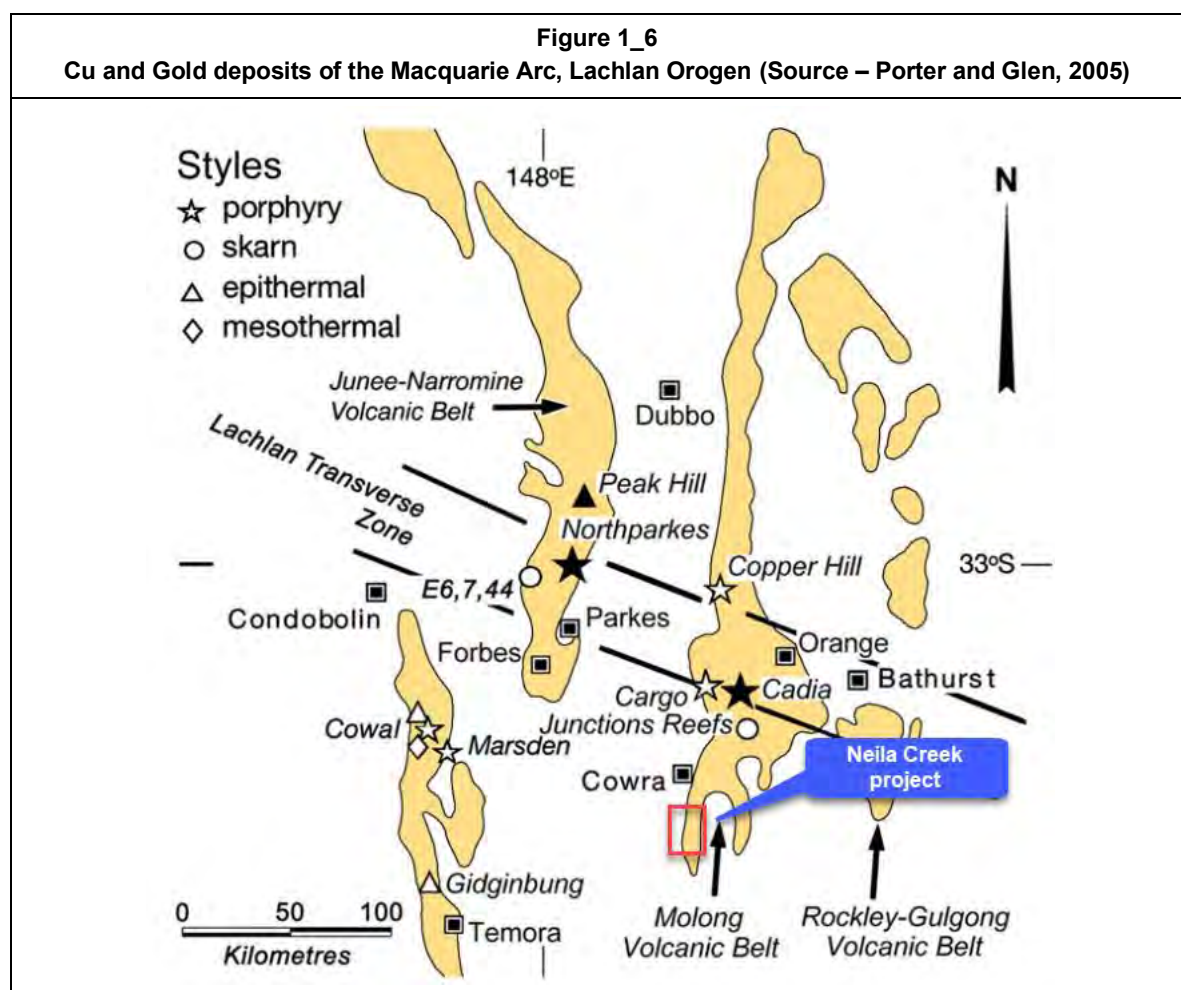 Figure 1_6
Cu and Gold deposits of the Macquarie Arc, Lachlan Orogen (Source – Porter and Glen, 2005)
Styles
porphyry
skarn
epithermal
mesothermal
148ºE
N
Junee-Narromine
Volcanic Belt
Dubbo
Lachlan Transverse
Zone
Peak Hill
Northparkes
Copper Hill
33ºS
E6,7,44
Condobolin
Parkes
Forbes
Orange
Bathurst
Cargo
Cadia
Junctions Reefs
Cowal
Marsden
Neila Creek
project
Cowra
Gidginbung
Temora
0 50 100
Kilometres
Molong
Volcanic Belt
Rockley-Gulgong
Volcanic Belt